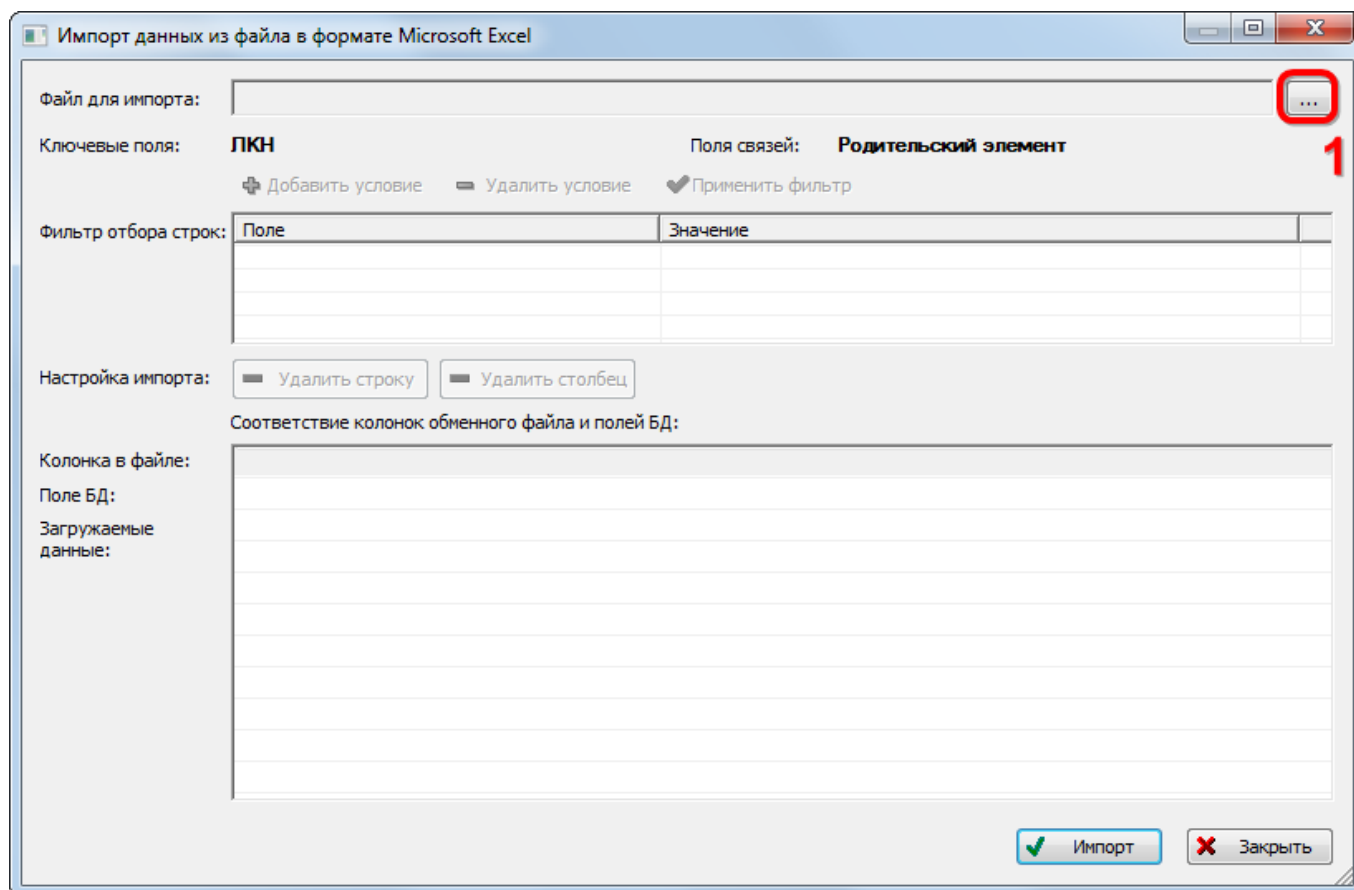 Импорт данных из файла в формате Microsoft Excel
Файл для импорта: ...
1
Ключевые поля: ЛКН Поля связей: Родительский элемент
Добавить условие Удалить условие Применить фильтр
Фильтр отбора строк: Поле Значение
Настройка импорта: Удалить строку Удалить столбец
Соответствие колонок обменного файла и полей БД:
Колонка в файле:
Поле БД:
Загружаемые
данные:
Импорт Закрыть